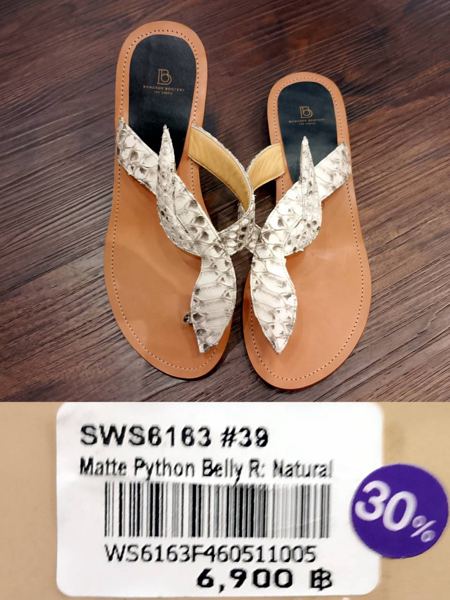 B
B
SWS6163 #39
Matte Python Belly R: Natural
WS6163F460511005
6,900 ฿
30%